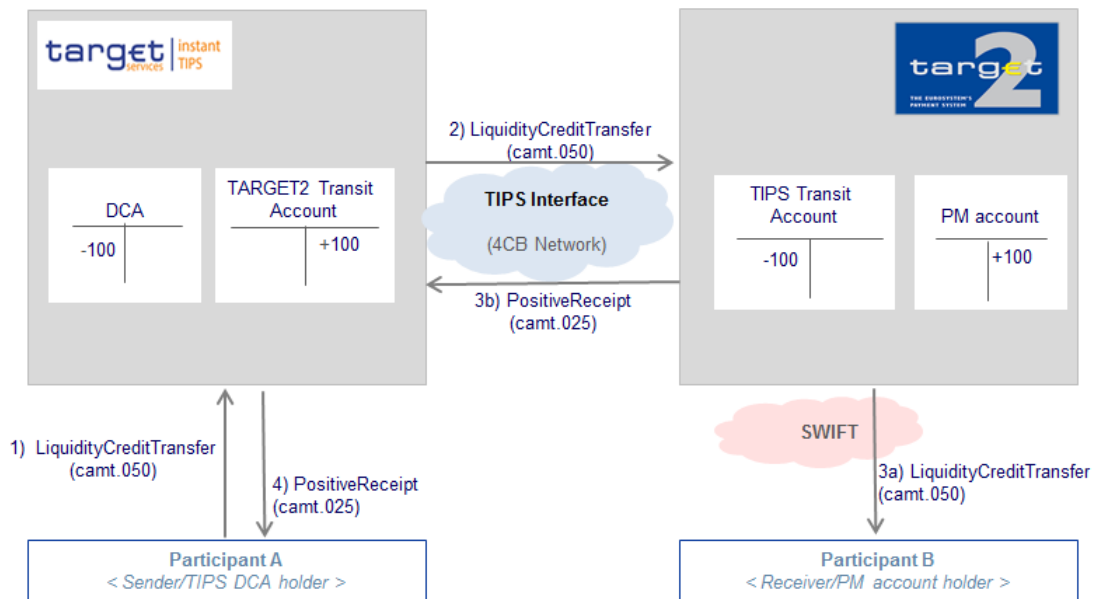 target
services
instant
TIPS
target
2
THE EUROSYSTEM'S
PAYMENT SYSTEM
2) LiquidityCreditTransfer
(camt.050)
DCA
-100
TARGET2 Transit
Account
+100
TIPS Interface
(4CB Network)
TIPS Transit
Account
-100
PM account
+100
3b) PositiveReceipt
(camt.025)
1) LiquidityCreditTransfer
(camt.050)
4) PositiveReceipt
(camt.025)
SWIFT
3a) LiquidityCreditTransfer
(camt.050)
Participant A
< Sender/TIPS DCA holder >
Participant B
< Receiver/PM account holder >